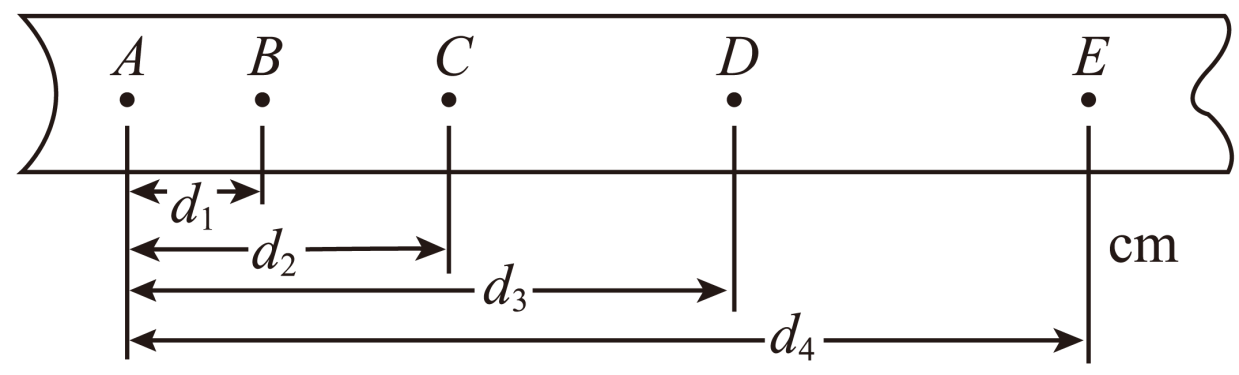 A B C D E
d₁
d₂ cm
d₃
d₄